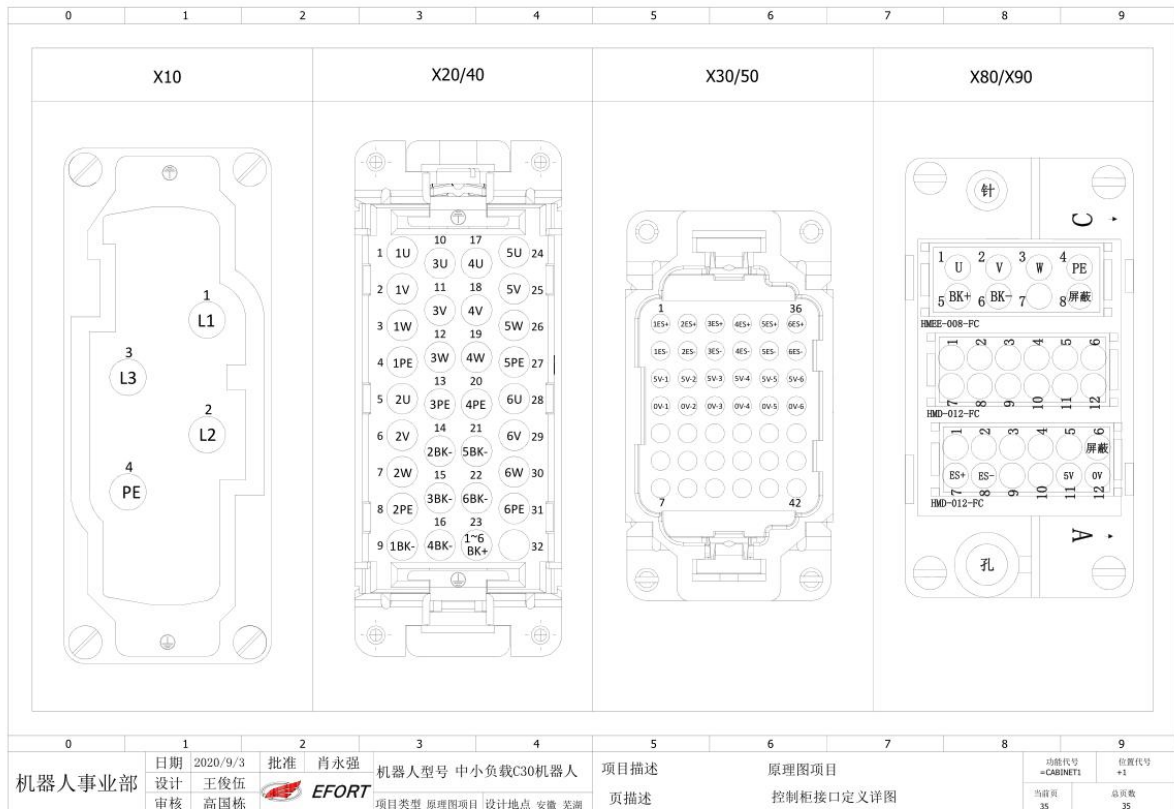 0 1 2 3 4 5 6 7 8 9
X10 X20/40 X30/50 X80/X90
1
L1
3
L3
2
L2
4
PE
10 17
1 1U 3U 4U 5U 24
11 18
2 1V 3V 4V 5V 25
12 19
3 1W 3W 4W 5W 26
13 20
4 1PE 3PE 4PE 5PE 27
14 21
5 2U 2BK- 5BK- 6U 28
15 22
6 2V 3BK- 6BK- 6V 29
16 23
7 2W 4BK- 1~6 BK+ 6W 30
8 2PE 6PE 31
9 1BK- 32
1 36
1ES+ 2ES+ 3ES+ 4ES+ 5ES+ 6ES+
1ES- 2ES- 3ES- 4ES- 5ES- 6ES-
5V-1 5V-2 5V-3 5V-4 5V-5 5V-6
0V-1 0V-2 0V-3 0V-4 0V-5 0V-6
7 42
针
C
1 U 2 V 3 W 4 PE
5 BK+ 6 BK- 7 8 屏蔽
HMEE-008-FC
1 2 3 4 5 6
7 8 9 10 11 12
HMD-012-FC
1 2 3 4 5 6
屏蔽
ES+ ES- 5V 0V
7 8 9 10 11 12
HMD-012-FC
A
孔
0 1 2 3 4 5 6 7 8 9
机器人事业部
日期 2020/9/3 批准 肖永强
设计 王俊伍
审核 高国栋
EFORT
机器人型号 中小负载C30机器人
项目类型 原理图项目 设计地点 安徽 芜湖
项目描述 原理图项目
页描述 控制柜接口定义详图
功能代号 位置代号
=CABINET1 +1
当前页 总页数
35 35